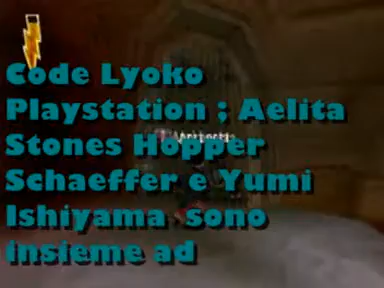 Code Lyoko
Playstation ; Aelita
Stones Hopper
Schaeffer e Yumi
Ishiyama sono
insieme ad